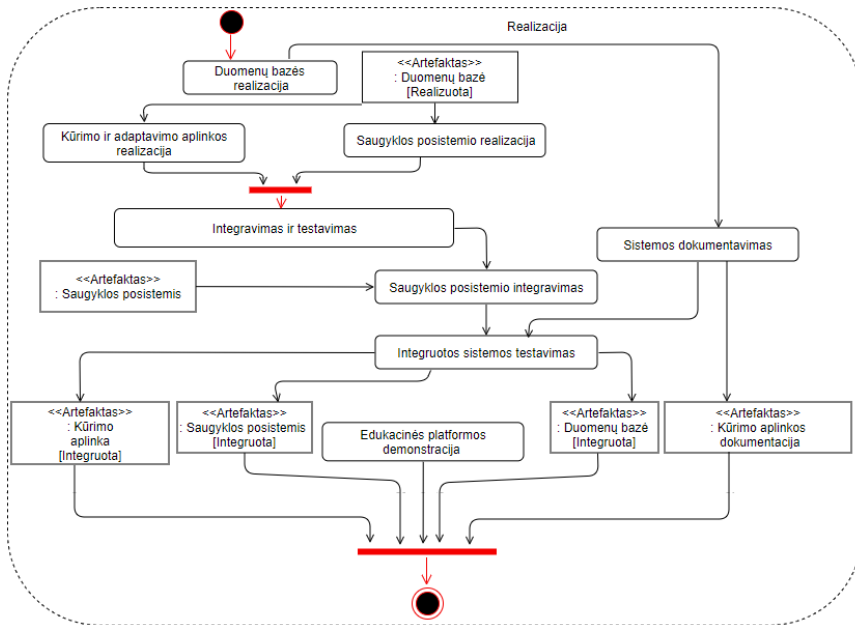 Realizacija
Duomenų bazės
realizacija
<<Artefaktas>>
: Duomenų bazė
[Realizuota]
Kūrimo ir adaptavimo aplinkos
realizacija
Saugyklos posistemio realizacija
Integravimas ir testavimas
Sistemos dokumentavimas
<<Artefaktas>>
: Saugyklos posistemis
Saugyklos posistemio integravimas
Integruotos sistemos testavimas
<<Artefaktas>>
: Kūrimo
aplinka
[Integruota]
<<Artefaktas>>
: Saugyklos posistemis
[Integruota]
Edukacinės platformos
demonstracija
<<Artefaktas>>
: Duomenų bazė
[Integruota]
<<Artefaktas>>
: Kūrimo aplinkos
dokumentacija